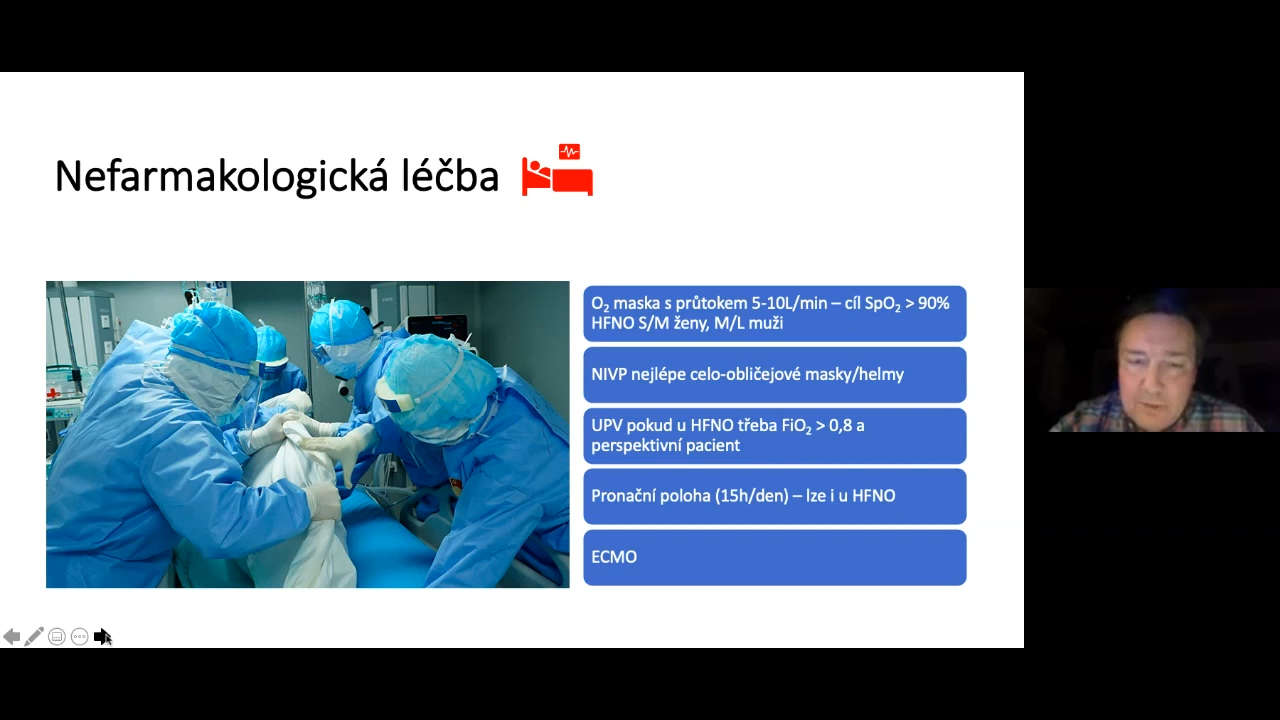 Nefarmakologická léčba
O₂ maska s průtokem 5-10L/min – cíl SpO₂ > 90%
HFNO S/M ženy, M/L muži
NIVP nejlépe celo-obličejové masky/helmy
UPV pokud u HFNO třeba FiO₂ > 0,8 a
perspektivní pacient
Pronační poloha (15h/den) – lze i u HFNO
ECMO